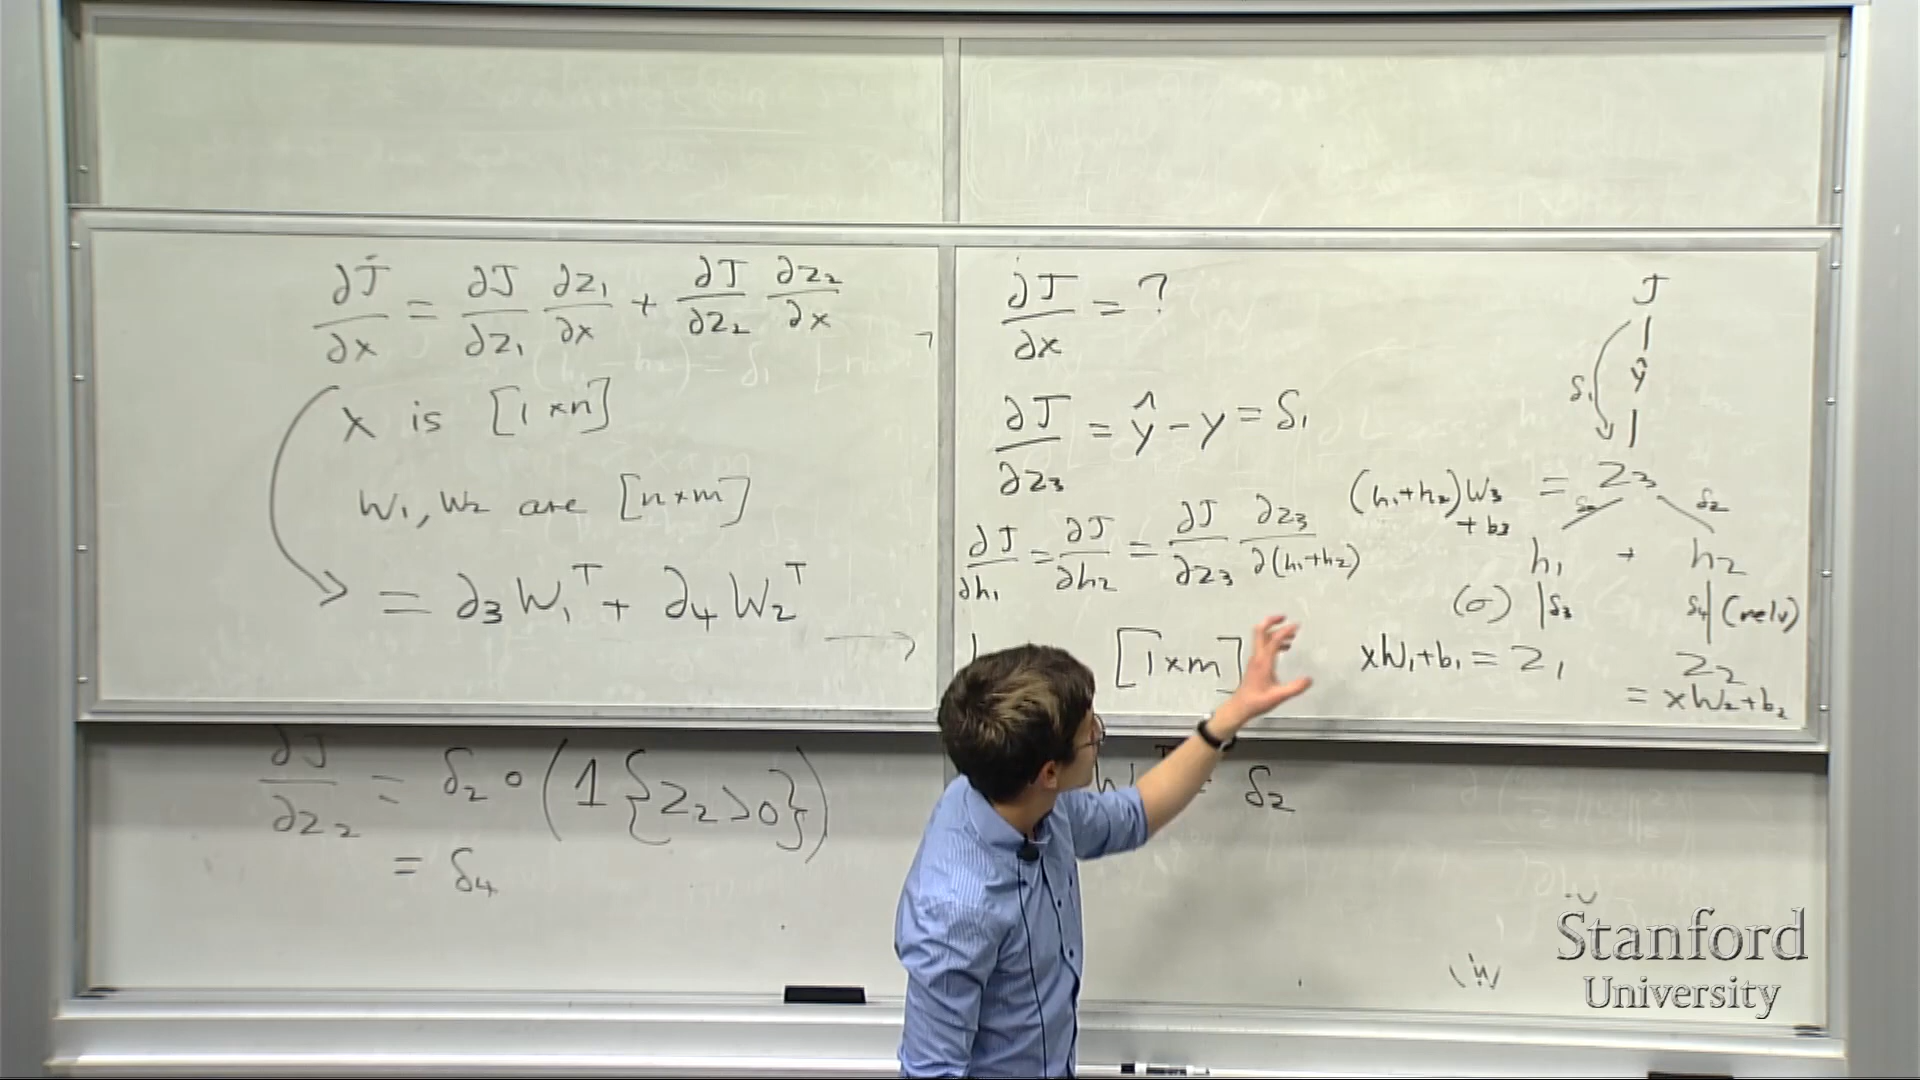 ∂J/∂x = ∂J/∂z₁ ∂z₁/∂x + ∂J/∂z₂ ∂z₂/∂x
x is [1 × n]
W₁, W₂ are [n × m]
= ∂₃W₁ᵀ + ∂₄W₂ᵀ
∂J/∂z₂ = δ₂ ∘ (1{z₂>0})
= δ₄
∂J/∂x = ?
∂J/∂z₃ = ŷ - y = δ₁
∂J/∂h₁ = ∂J/∂h₂ = ∂J/∂z₃ ∂z₃/∂(h₁+h₂)
[1 × m]
= δ₂
J
δ₁ ŷ
(h₁+h₂)W₃ + b₃ = z₃
δ₂ δ₂
h₁ + h₂
(σ) δ₃ δ₄ (relu)
xW₁+b₁ = z₁ z₂
= xW₂+b₂
Stanford
University